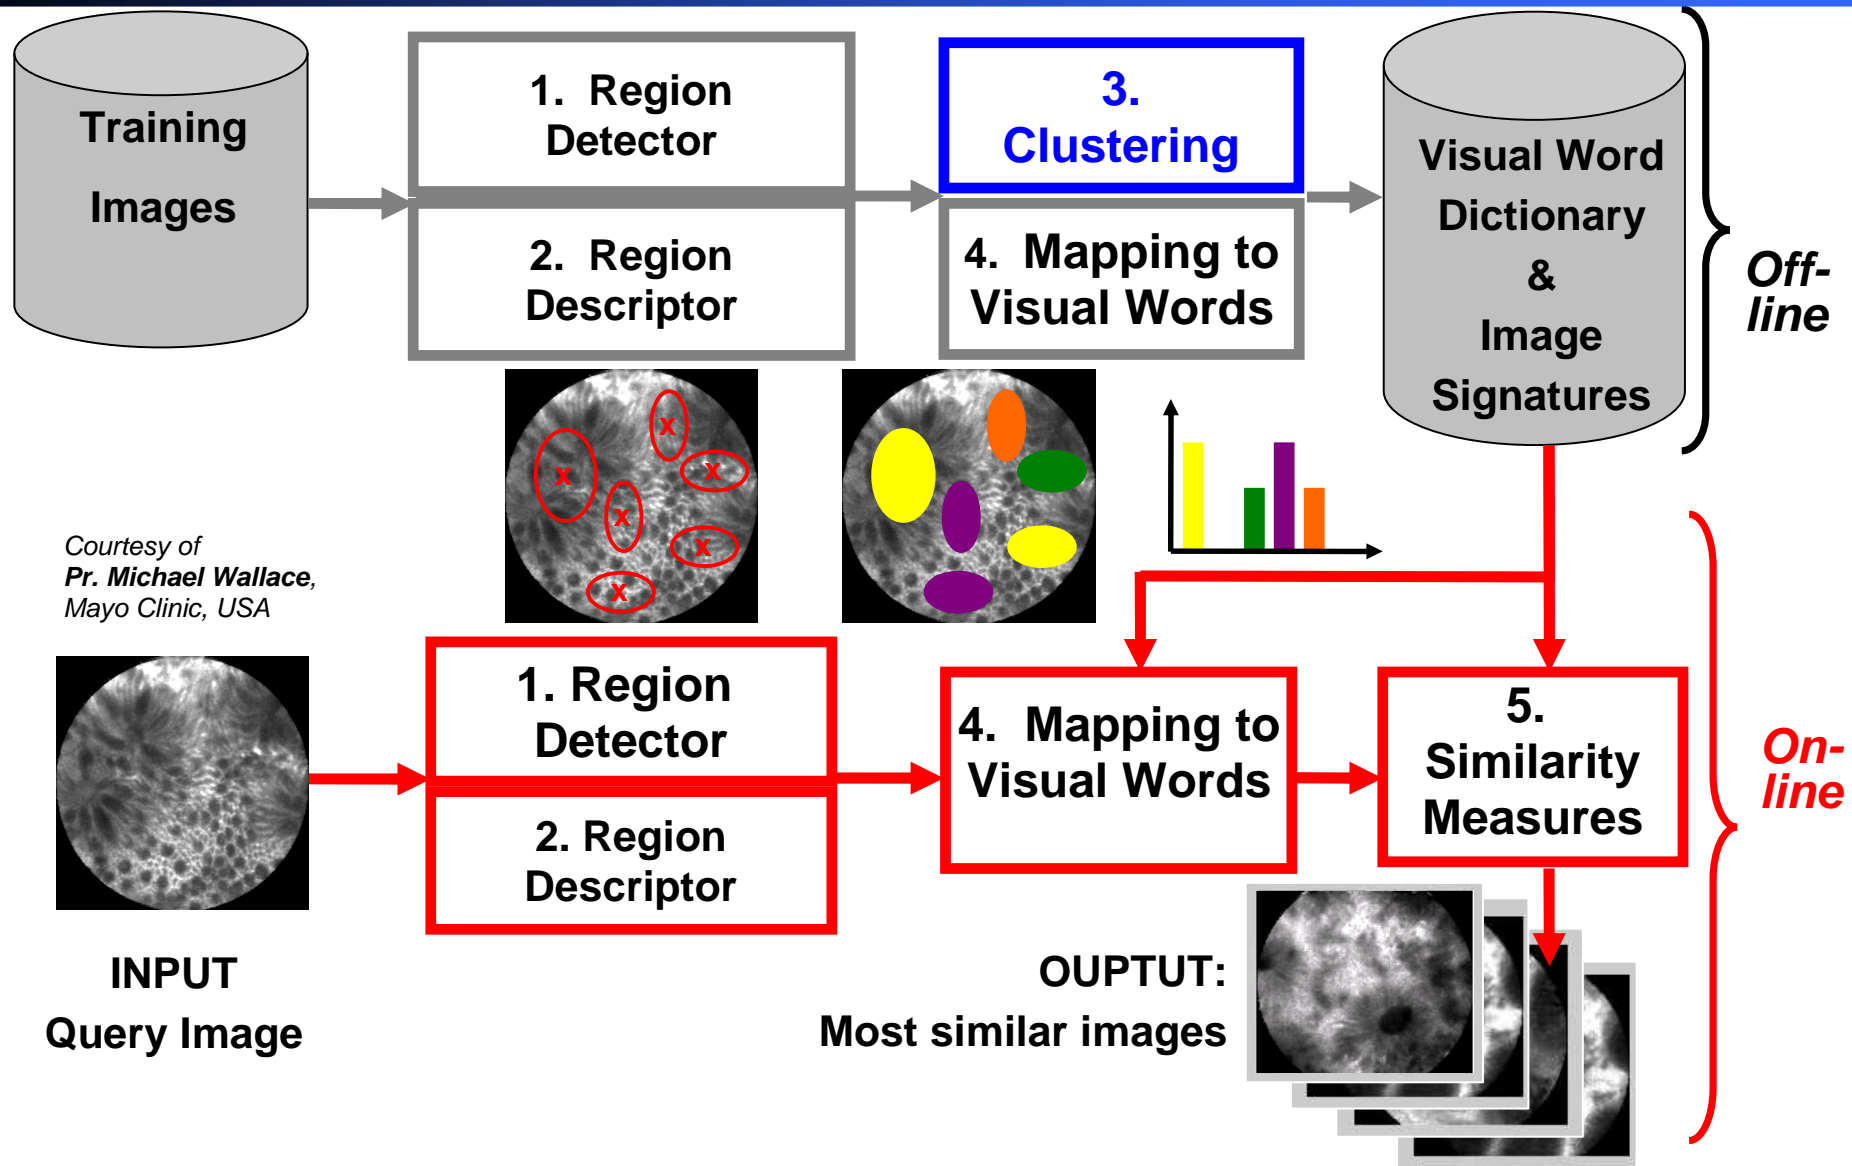 Training
Images
1. Region
Detector
2. Region
Descriptor
3.
Clustering
4. Mapping to
Visual Words
Visual Word
Dictionary
&
Image
Signatures
Off-
line
x
x
x
x
x
x
Courtesy of
Pr. Michael Wallace,
Mayo Clinic, USA
INPUT
Query Image
1. Region
Detector
2. Region
Descriptor
4. Mapping to
Visual Words
5.
Similarity
Measures
On-
line
OUPTUT:
Most similar images